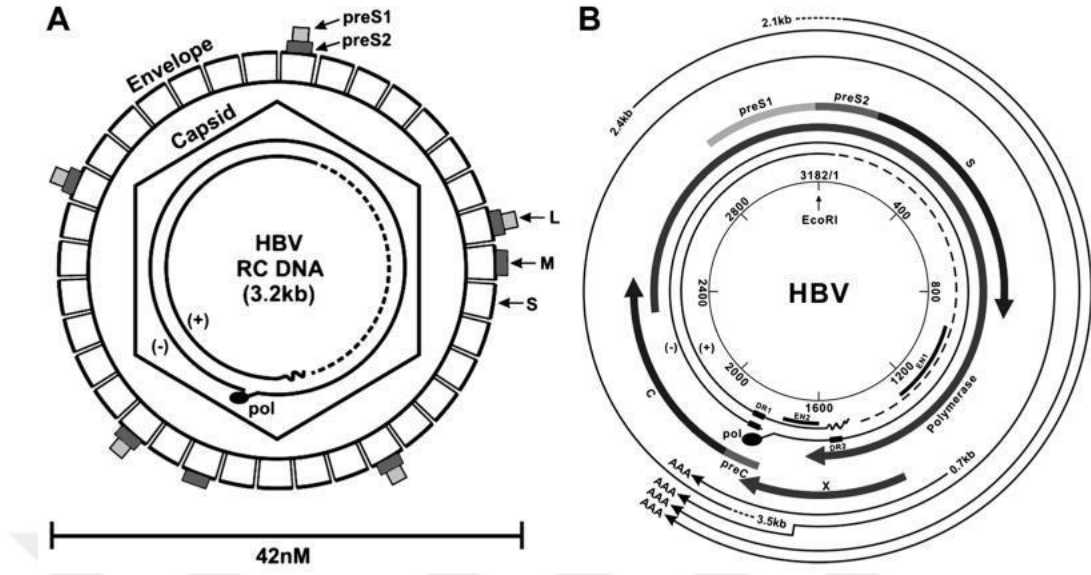 A
preS1
preS2
Envelope
Capsid
HBV
RC DNA
(3.2kb)
(+)
(-)
pol
L
M
S
42nM
B
2.1kb
2.4kb
preS1
preS2
S
3182/1
EcoRI
400
800
1200
1600
2000
2400
2800
HBV
(-)
(+)
EN1
EN2
DR1
DR2
pol
Polymerase
C
preC
X
0.7kb
3.5kb
AAA
AAA
AAA
AAA